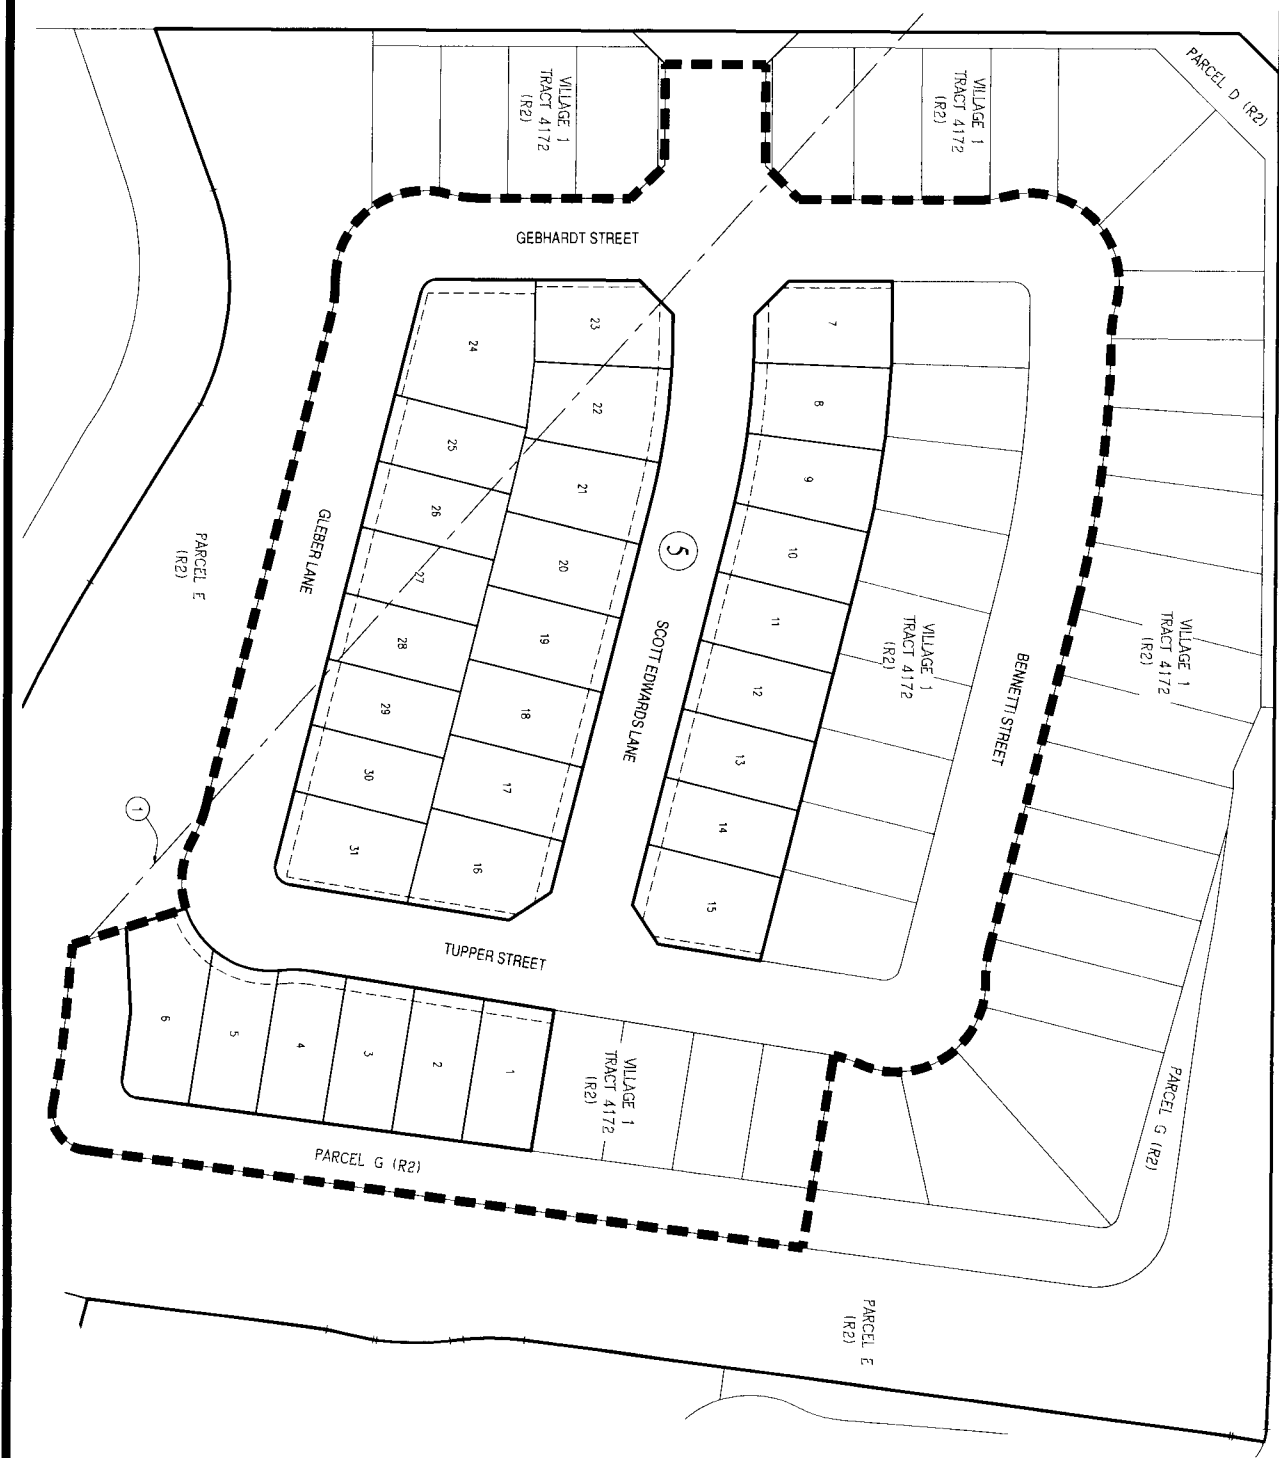 PARCEL D (R2)
VILLAGE 1
TRACT 4172
(R2)
VILLAGE 1
TRACT 4172
(R2)
GEBHARDT STREET
23
7
24
22
8
25
21
9
26
5
10
20
27
GLEBER LANE
PARCEL E
(R2)
11
19
28
SCOTT EDWARDS LANE
VILLAGE 1
TRACT 4172
(R2)
VILLAGE 1
TRACT 4172
(R2)
BENNETTI STREET
12
18
29
13
17
30
1
14
16
31
15
TUPPER STREET
6
5
4
3
2
1
VILLAGE 1
TRACT 4172
(R2)
PARCEL G (R2)
PARCEL G (R2)
PARCEL E
(R2)